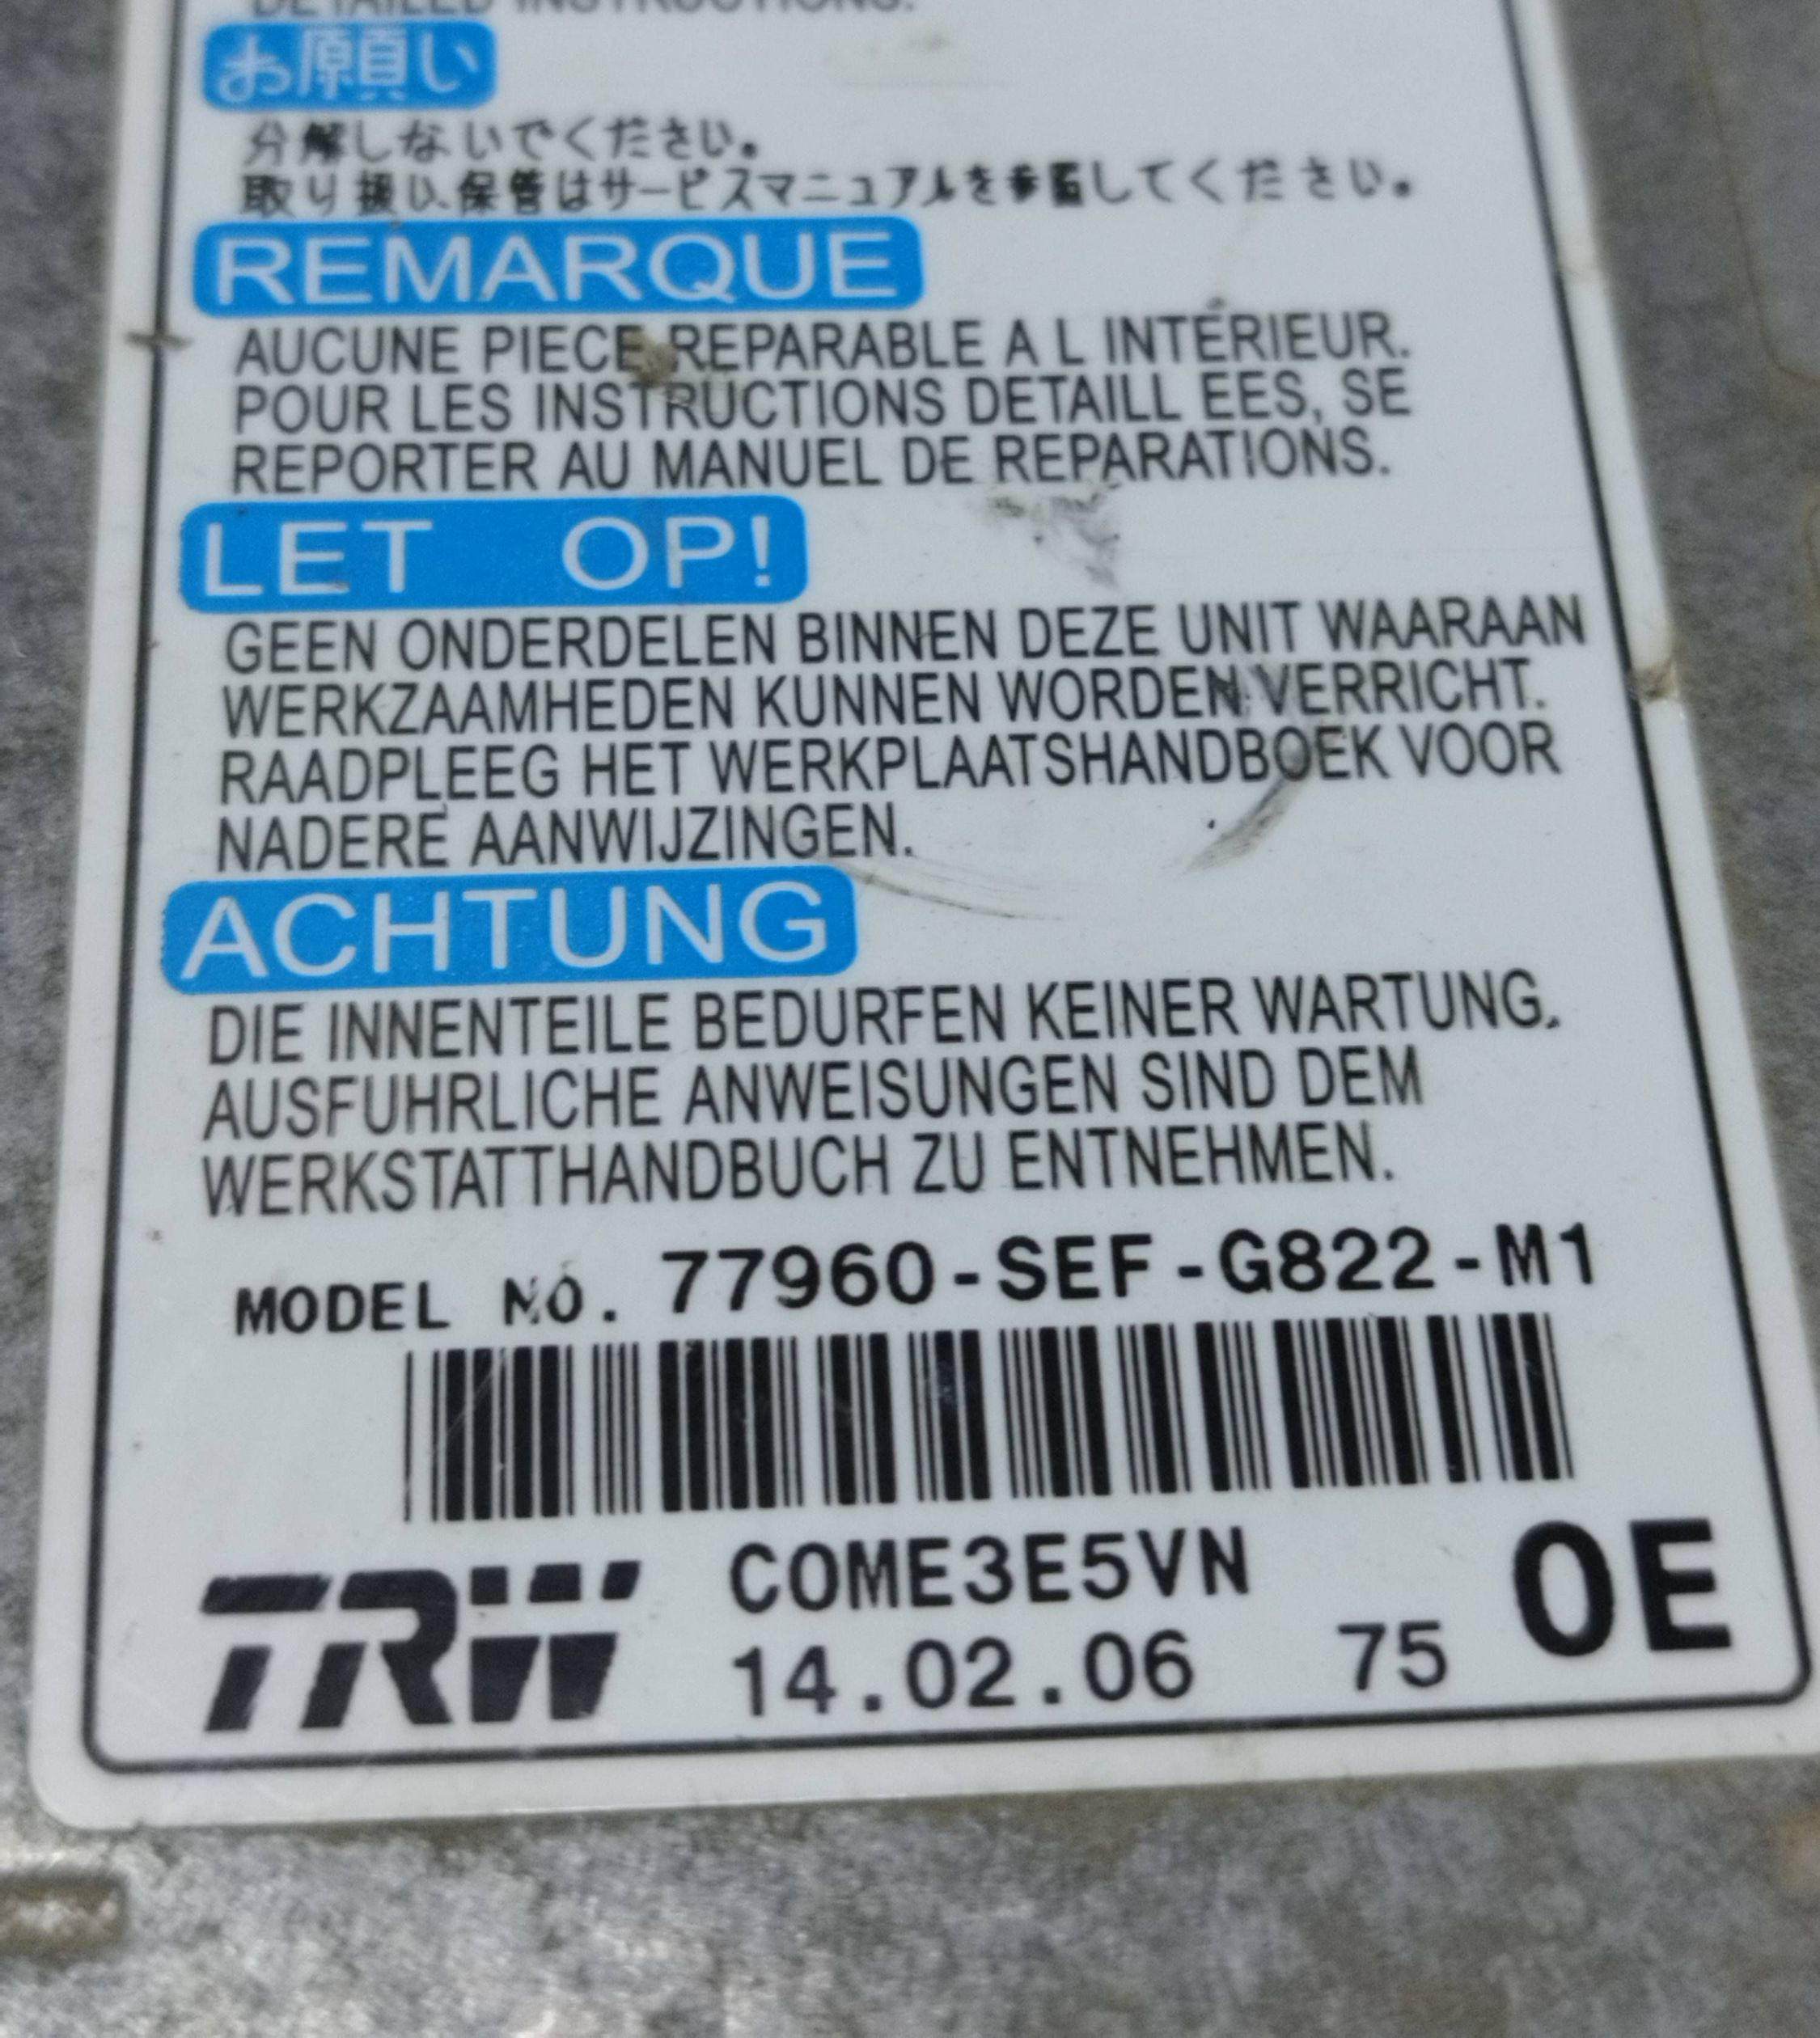 DETAILED INSTRUCTIONS.
お願い
分解しないでください。
取り扱い、保管はサービスマニュアルを参照してください。
REMARQUE
AUCUNE PIECE REPARABLE A L INTÉRIEUR.
POUR LES INSTRUCTIONS DETAILL EES, SE
REPORTER AU MANUEL DE REPARATIONS.
LET OP!
GEEN ONDERDELEN BINNEN DEZE UNIT WAARAAN
WERKZAAMHEDEN KUNNEN WORDEN VERRICHT.
RAADPLEEG HET WERKPLAATSHANDBOEK VOOR
NADERE AANWIJZINGEN.
ACHTUNG
DIE INNENTEILE BEDURFEN KEINER WARTUNG.
AUSFUHRLICHE ANWEISUNGEN SIND DEM
WERKSTATTHANDBUCH ZU ENTNEHMEN.
MODEL NO. 77960-SEF-G822-M1
TRW COME3E5VN
14.02.06 75 0E